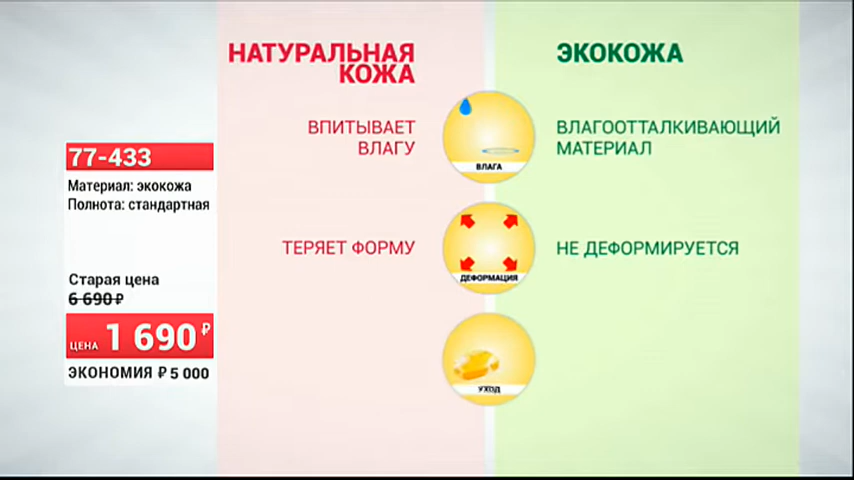 НАТУРАЛЬНАЯ
КОЖА
ЭКОКОЖА
ВПИТЫВАЕТ
ВЛАГУ
ВЛАГА
ВЛАГООТТАЛКИВАЮЩИЙ
МАТЕРИАЛ
ТЕРЯЕТ ФОРМУ
ДЕФОРМАЦИЯ
НЕ ДЕФОРМИРУЕТСЯ
УХОД
77-433
Материал: экокожа
Полнота: стандартная
Старая цена
6 690 ₽
ЦЕНА 1 690 ₽
ЭКОНОМИЯ ₽ 5 000